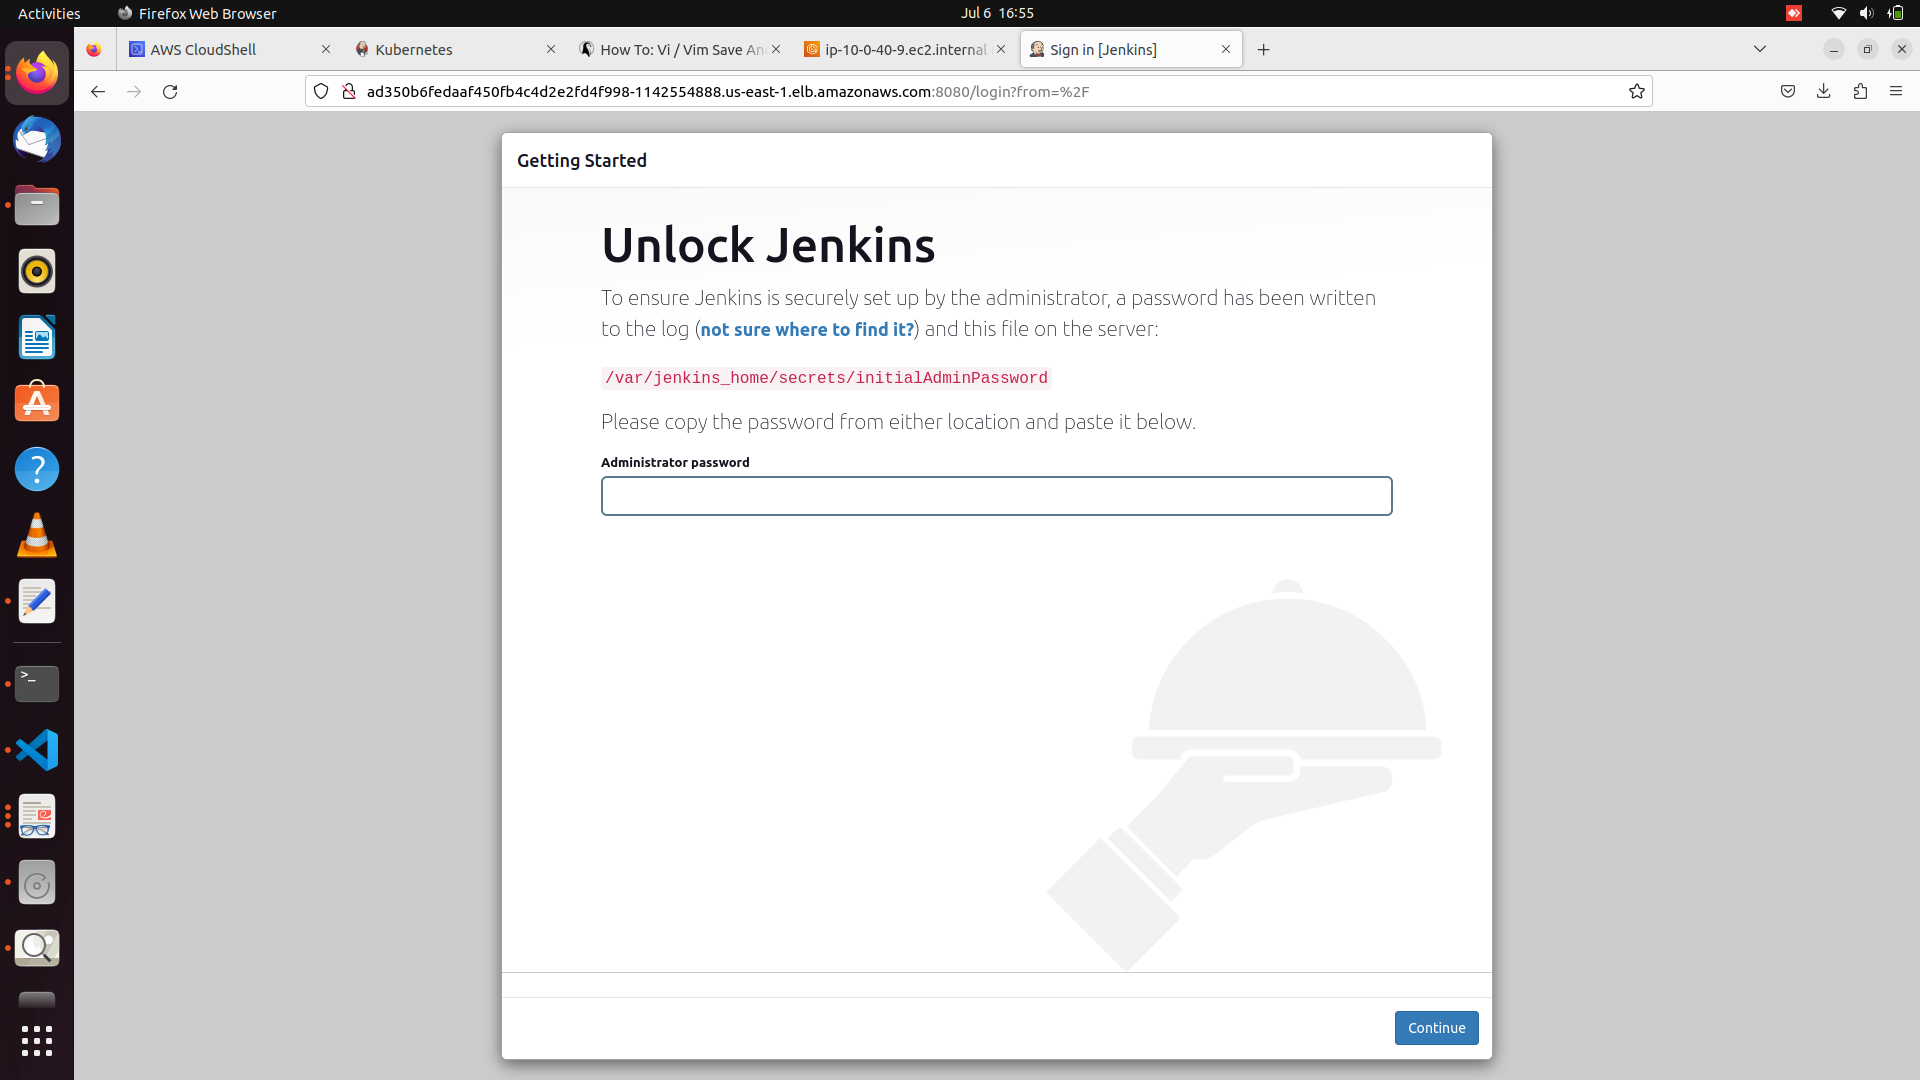 Activities
Firefox Web Browser
Jul 6 16:55
AWS CloudShell
Kubernetes
How To: Vi / Vim Save An
ip-10-0-40-9.ec2.internal
Sign in [Jenkins]
ad350b6fedaaf450fb4c4d2e2fd4f998-1142554888.us-east-1.elb.amazonaws.com:8080/login?from=%2F
Getting Started
Unlock Jenkins
To ensure Jenkins is securely set up by the administrator, a password has been written
to the log (not sure where to find it?) and this file on the server:
/var/jenkins_home/secrets/initialAdminPassword
Please copy the password from either location and paste it below.
Administrator password
Continue